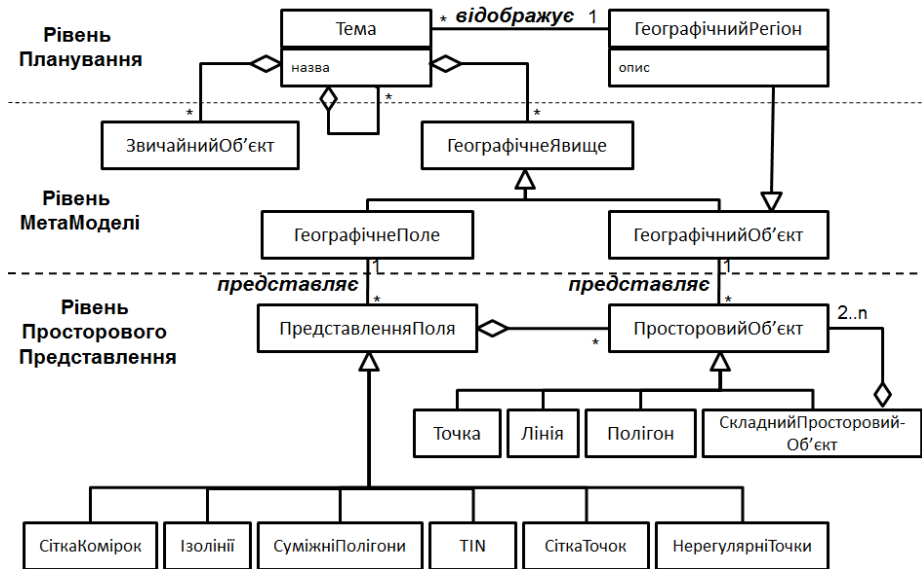 Рівень
Планування
Тема
назва
*
відображує
1
ГеографічнийРегіон
опис
*
*
*
ЗвичайнийОб’єкт
ГеографічнеЯвище
Рівень
МетаМоделі
ГеографічнеПоле
ГеографічнийОб’єкт
1
1
представляє
представляє
*
*
Рівень
Просторового
Представлення
ПредставленняПоля
*
ПросторовийОб’єкт
2..n
Точка
Лінія
Полігон
СкладнийПросторовий-
Об’єкт
СіткаКомірок
Ізолінії
СуміжніПолігони
TIN
СіткаТочок
НерегулярніТочки